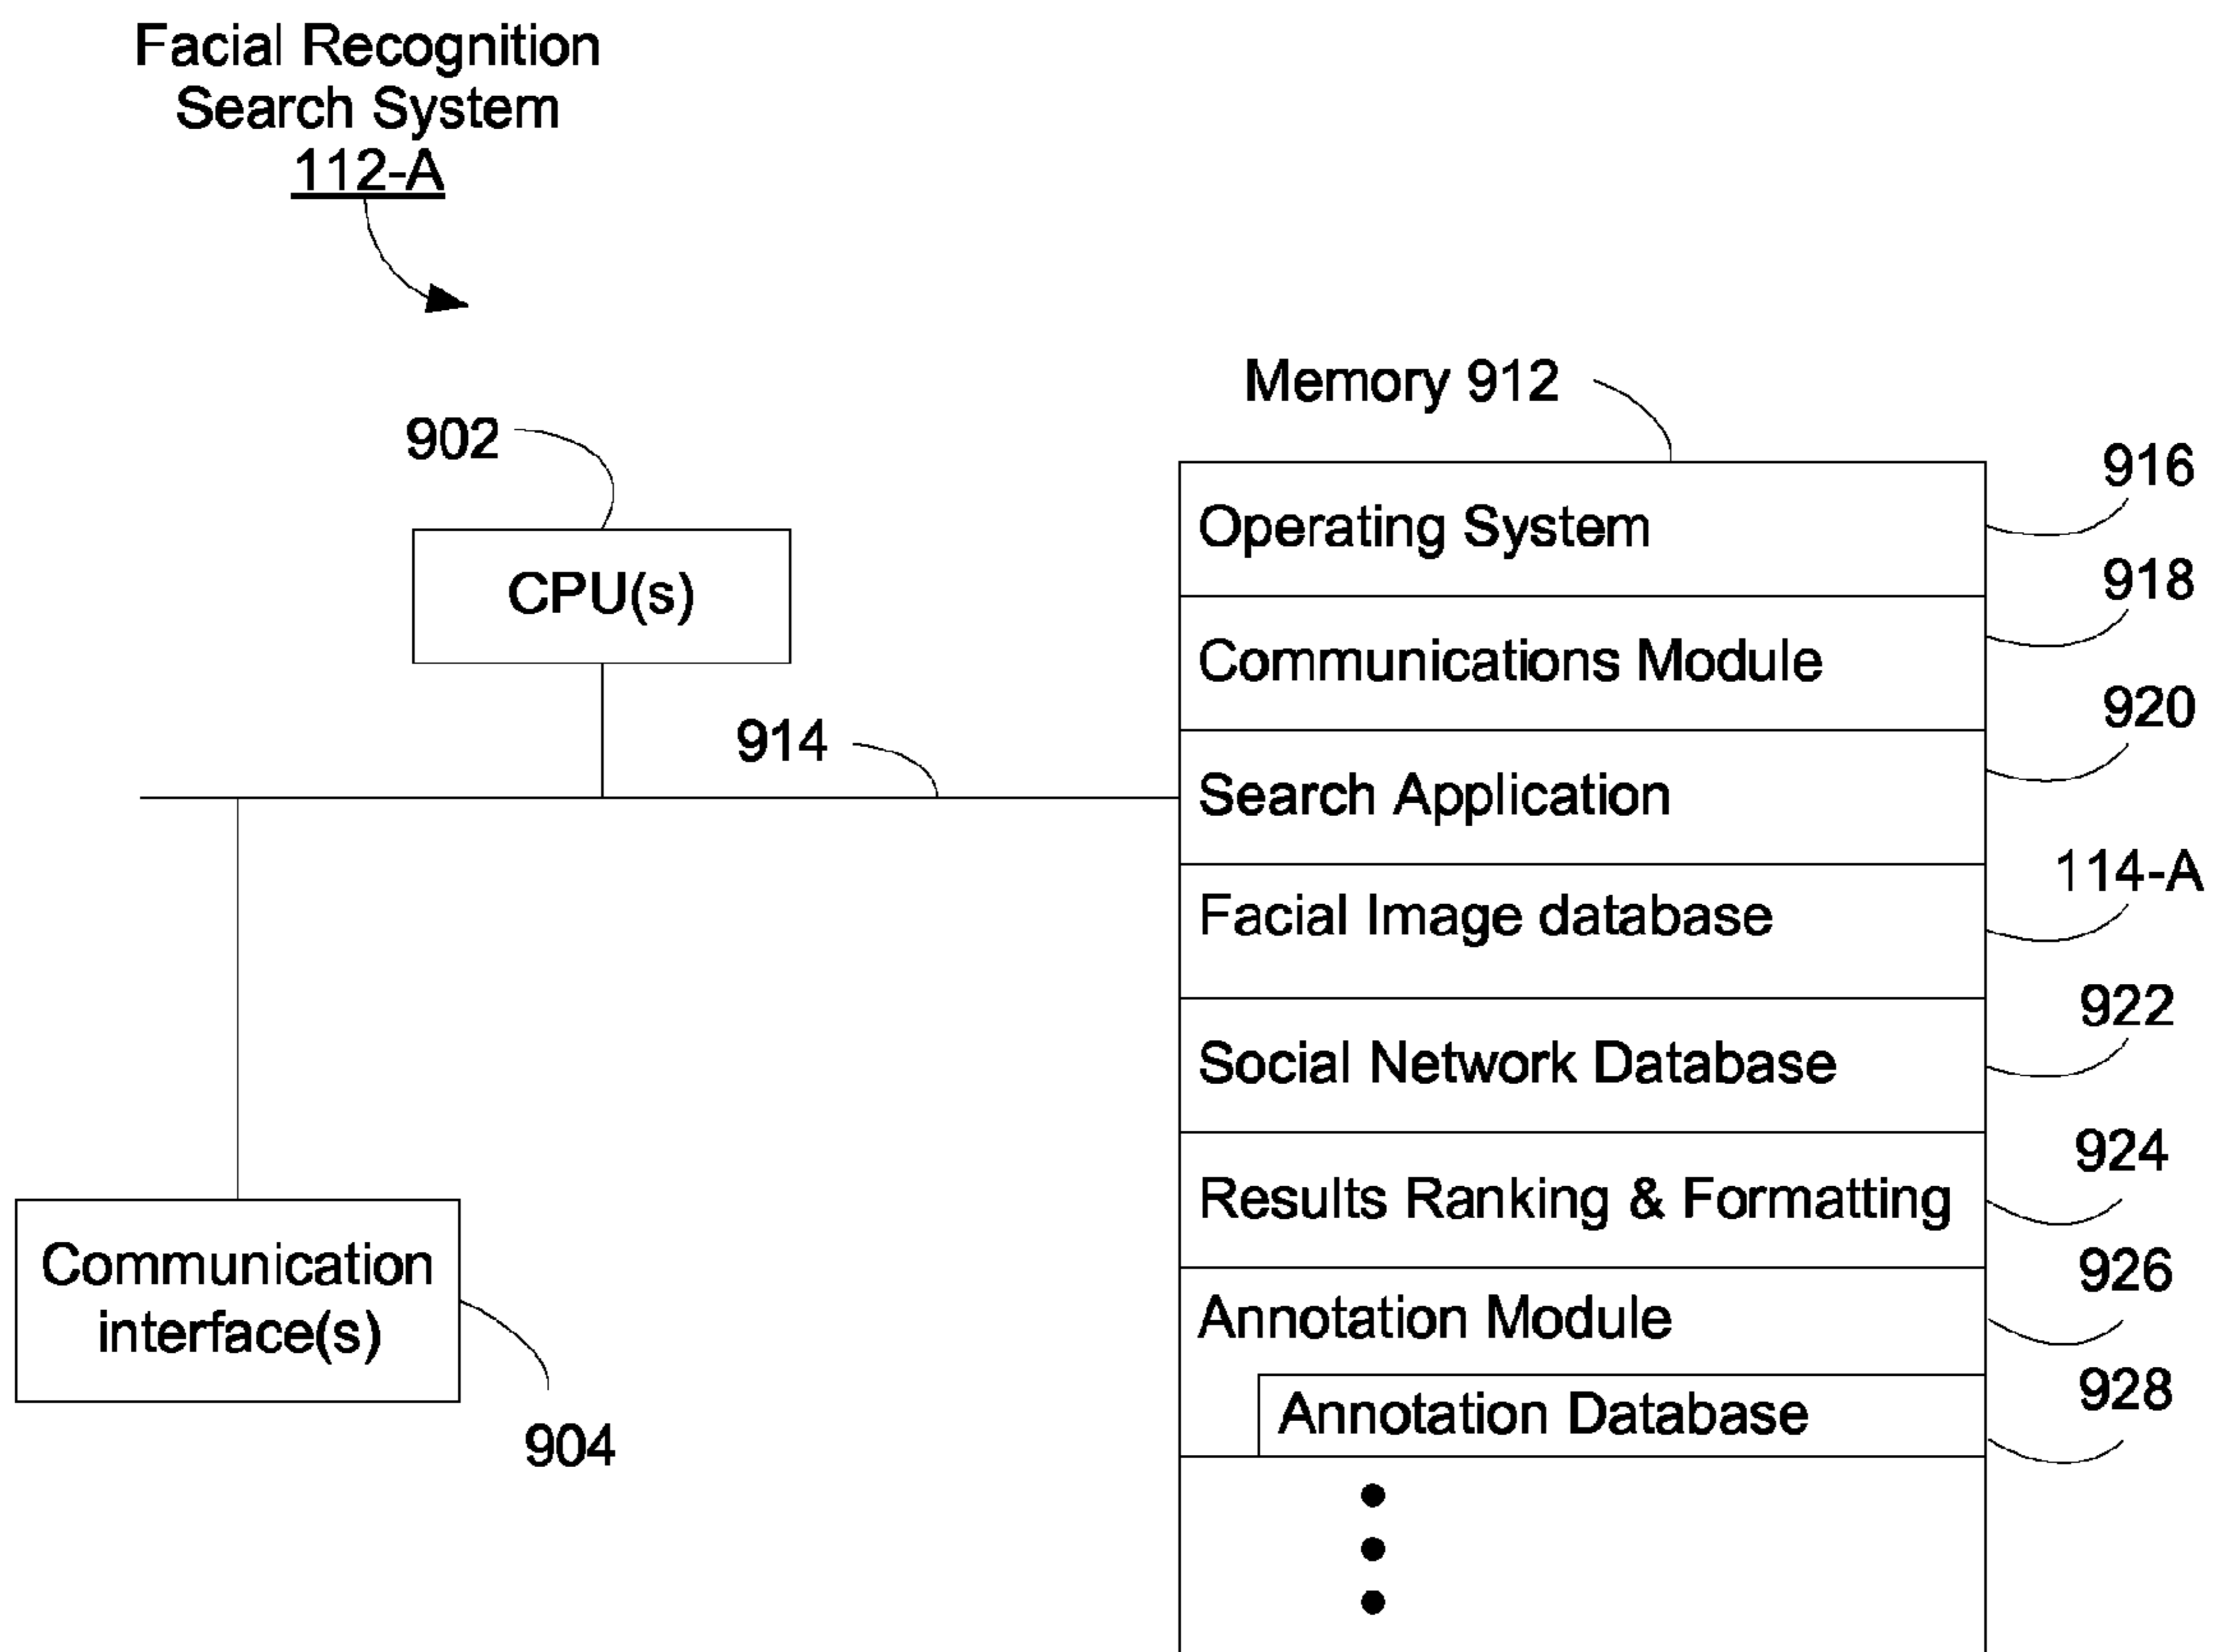 Facial Recognition
Search System
112-A
Memory 912
902
916
Operating System
CPU(s)
918
Communications Module
920
914
Search Application
114-A
Facial Image database
922
Social Network Database
924
Results Ranking & Formatting
926
Communication
interface(s)
Annotation Module
928
Annotation Database
904